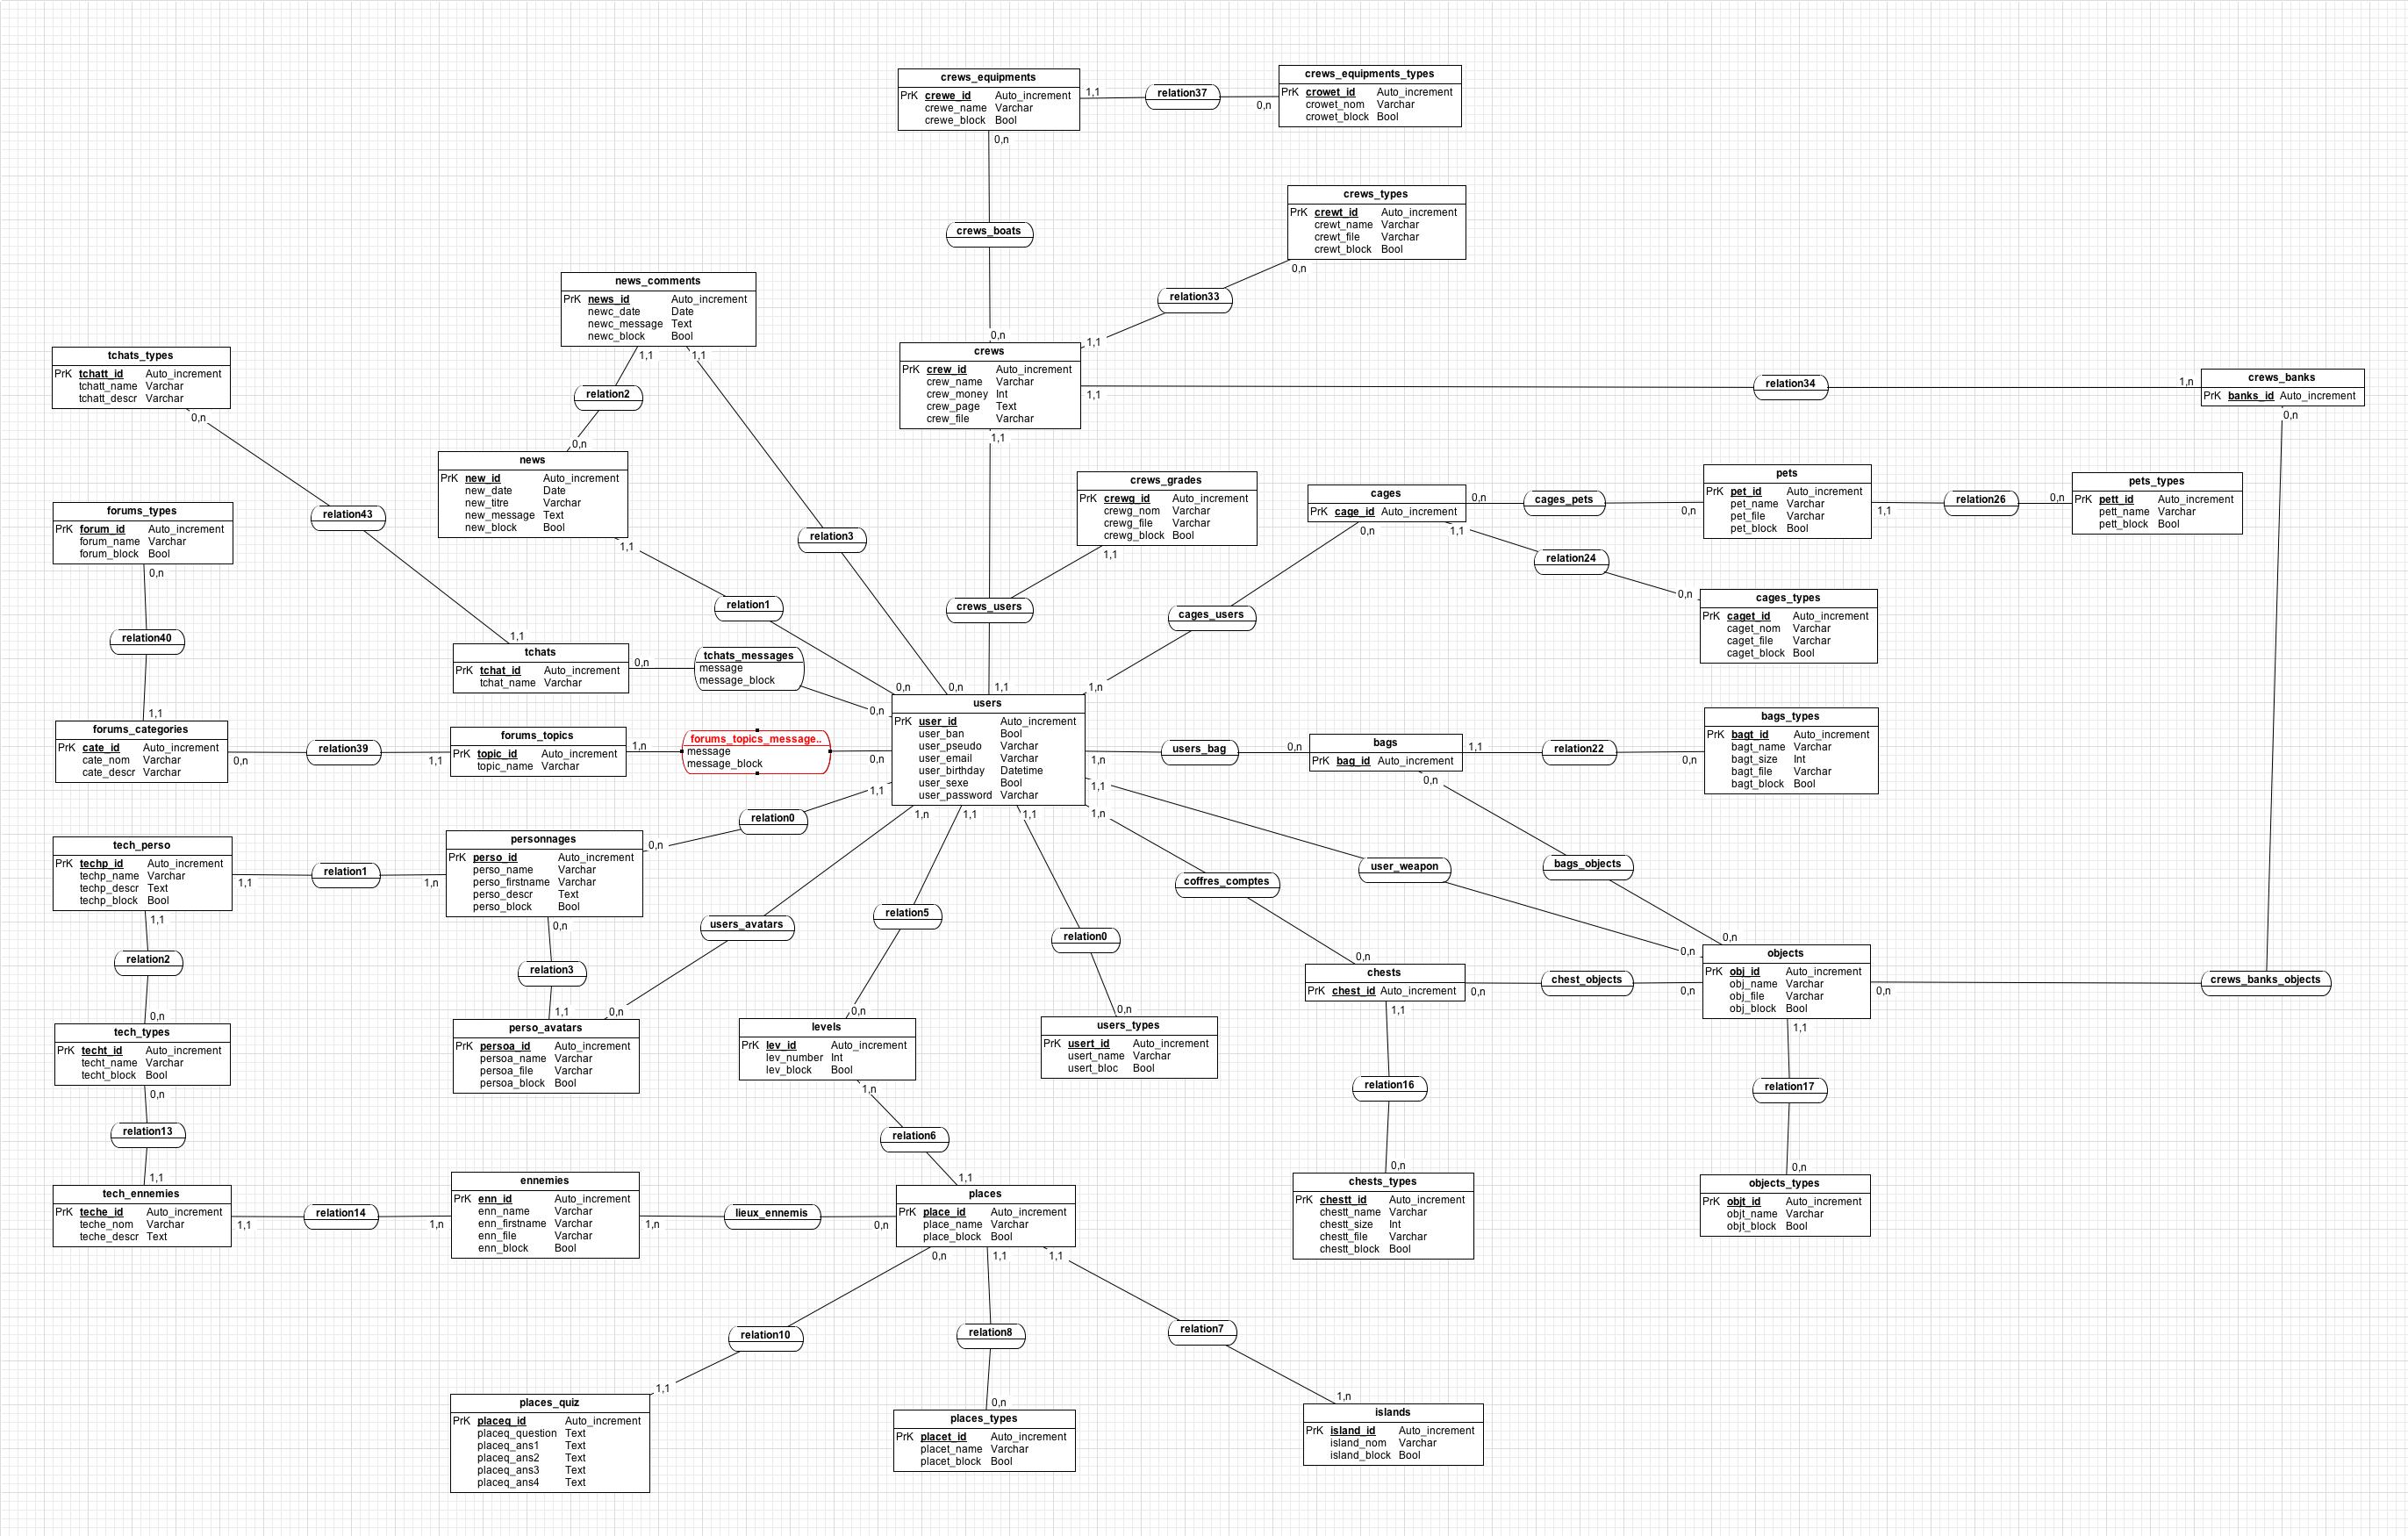 crews_equipments
PrK crewe_id Auto_increment
crewe_name Varchar
crewe_block Bool
1,1
relation37
0,n
crews_equipments_types
PrK crowet_id Auto_increment
crowet_nom Varchar
crowet_block Bool
0,n
crews_boats
0,n
crews_types
PrK crewt_id Auto_increment
crewt_name Varchar
crewt_file Varchar
crewt_block Bool
0,n
relation33
1,1
news_comments
PrK news_id Auto_increment
newc_date Date
newc_message Text
newc_block Bool
1,1
1,1
relation2
0,n
tchats_types
PrK tchatt_id Auto_increment
tchatt_name Varchar
tchatt_descr Varchar
0,n
crews
PrK crew_id Auto_increment
crew_name Varchar
crew_money Int
crew_page Text
crew_file Varchar
1,1
1,1
relation34
1,n
crews_banks
PrK banks_id Auto_increment
0,n
news
PrK new_id Auto_increment
new_date Date
new_titre Varchar
new_message Text
new_block Bool
1,1
relation43
1,1
relation3
forums_types
PrK forum_id Auto_increment
forum_name Varchar
forum_block Bool
0,n
relation40
1,1
crews_grades
PrK crewg_id Auto_increment
crewg_nom Varchar
crewg_file Varchar
crewg_block Bool
1,1
crews_users
cages
PrK cage_id Auto_increment
0,n
0,n
1,1
cages_pets
0,n
pets
PrK pet_id Auto_increment
pet_name Varchar
pet_file Varchar
pet_block Bool
1,1
relation26
0,n
pets_types
PrK pett_id Auto_increment
pett_name Varchar
pett_block Bool
relation24
0,n
cages_types
PrK caget_id Auto_increment
caget_nom Varchar
caget_file Varchar
caget_block Bool
relation1
cages_users
tchats
PrK tchat_id Auto_increment
tchat_name Varchar
0,n
tchats_messages
message
message_block
0,n
0,n
0,n
1,1
1,n
users
PrK user_id Auto_increment
user_ban Bool
user_pseudo Varchar
user_email Varchar
user_birthday Datetime
user_sexe Bool
user_password Varchar
forums_categories
PrK cate_id Auto_increment
cate_nom Varchar
cate_descr Varchar
0,n
relation39
1,1
forums_topics
PrK topic_id Auto_increment
topic_name Varchar
1,n
forums_topics_message..
message
message_block
0,n
1,n
users_bag
0,n
bags
PrK bag_id Auto_increment
1,1
0,n
relation22
0,n
bags_types
PrK bagt_id Auto_increment
bagt_name Varchar
bagt_size Int
bagt_file Varchar
bagt_block Bool
1,1
relation0
0,n
1,n
1,1
1,1
1,n
1,1
tech_perso
PrK techp_id Auto_increment
techp_name Varchar
techp_descr Text
techp_block Bool
1,1
1,1
relation1
1,n
personnages
PrK perso_id Auto_increment
perso_name Varchar
perso_firstname Varchar
perso_descr Text
perso_block Bool
0,n
user_weapon
bags_objects
coffres_comptes
users_avatars
relation5
relation0
relation2
0,n
relation3
1,1
0,n
0,n
0,n
0,n
0,n
0,n
tech_types
PrK techt_id Auto_increment
techt_name Varchar
techt_block Bool
0,n
perso_avatars
PrK persoa_id Auto_increment
persoa_name Varchar
persoa_file Varchar
persoa_block Bool
levels
PrK lev_id Auto_increment
lev_number Int
lev_block Bool
1,n
users_types
PrK usert_id Auto_increment
usert_name Varchar
usert_bloc Bool
chests
PrK chest_id Auto_increment
0,n
1,1
chest_objects
0,n
objects
PrK obj_id Auto_increment
obj_name Varchar
obj_file Varchar
obj_block Bool
0,n
1,1
crews_banks_objects
relation16
0,n
relation17
0,n
relation13
1,1
relation6
1,1
tech_ennemies
PrK teche_id Auto_increment
teche_nom Varchar
teche_descr Text
1,1
relation14
1,n
ennemies
PrK enn_id Auto_increment
enn_name Varchar
enn_firstname Varchar
enn_file Varchar
enn_block Bool
1,n
lieux_ennemis
0,n
places
PrK place_id Auto_increment
place_name Varchar
place_block Bool
0,n
1,1
1,1
chests_types
PrK chestt_id Auto_increment
chestt_name Varchar
chestt_size Int
chestt_file Varchar
chestt_block Bool
objects_types
PrK objt_id Auto_increment
objt_name Varchar
objt_block Bool
relation10
relation8
relation7
1,1
0,n
1,n
places_quiz
PrK placeq_id Auto_increment
placeq_question Text
placeq_ans1 Text
placeq_ans2 Text
placeq_ans3 Text
placeq_ans4 Text
places_types
PrK placet_id Auto_increment
placet_name Varchar
placet_block Bool
islands
PrK island_id Auto_increment
island_nom Varchar
island_block Bool